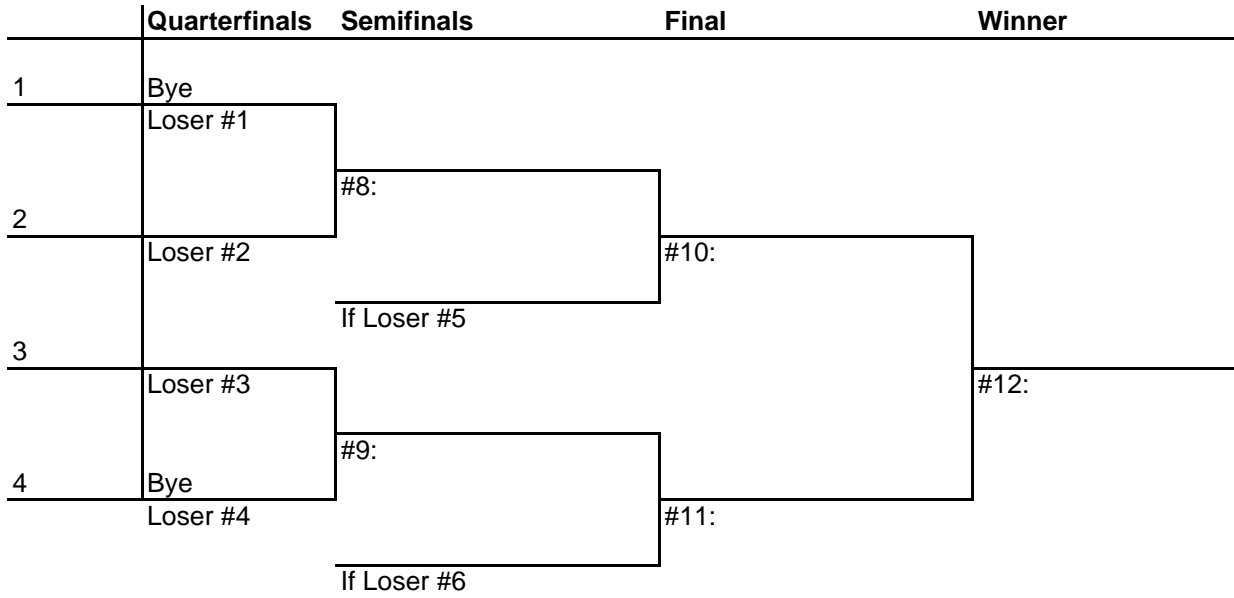 Quarterfinals Semifinals Final Winner
1 Bye
Loser #1
#8:
2
Loser #2 #10:
If Loser #5
3
Loser #3 #12:
#9:
4 Bye
Loser #4 #11:
If Loser #6